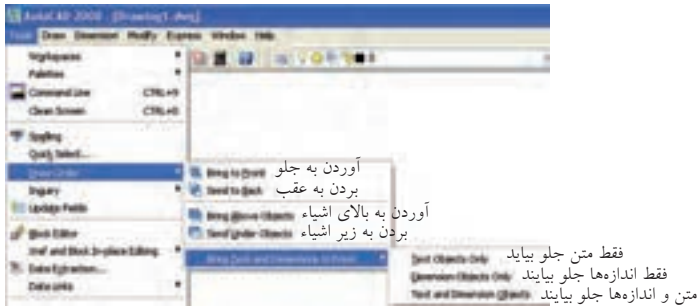 AutoCAD 2008 - [Drawing1.dwg]
Tools Draw Dimension Modify Express Window Help
Workspaces
Palettes
Command Line CTRL+9
Clean Screen CTRL+0
Spelling
Quick Select...
Draw Order
Inquiry
Update Fields
Block Editor
Xref and Block In-place Editing
Data Extraction...
Data Links
Bring to Front آوردن به جلو
Send to Back بردن به عقب
Bring Above Objects آوردن به بالای اشیاء
Send Under Objects بردن به زیر اشیاء
Bring Text and Dimensions to Front
Text Objects Only فقط متن جلو بیاید
Dimension Objects Only فقط اندازه‌ها جلو بیایند
Text and Dimension Objects متن و اندازه‌ها جلو بیایند